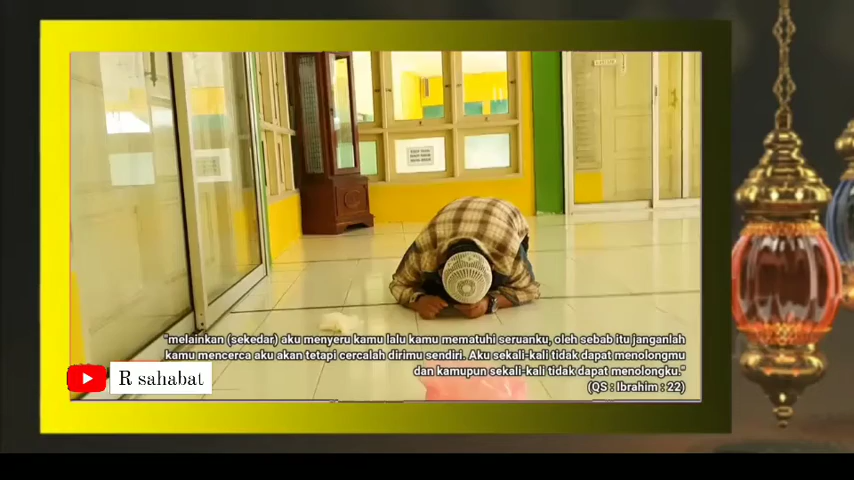 "melainkan (sekedar) aku menyeru kamu lalu kamu mematuhi seruanku, oleh sebab itu janganlah
kamu mencerca aku akan tetapi cercalah dirimu sendiri. Aku sekali-kali tidak dapat menolongmu
dan kamupun sekali-kali tidak dapat menolongku."
(QS : Ibrahim : 22)
R sahabat